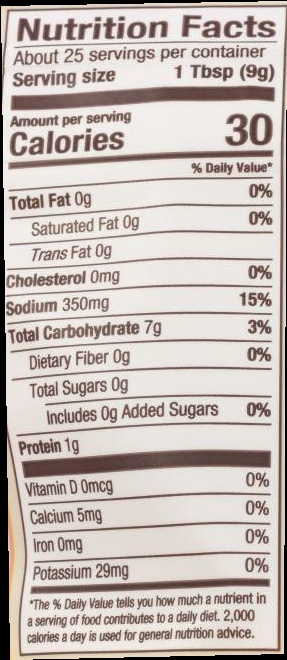 Nutrition Facts
About 25 servings per container
Serving size 1 Tbsp (9g)
Amount per serving
Calories 30
% Daily Value*
Total Fat 0g 0%
Saturated Fat 0g 0%
Trans Fat 0g
Cholesterol 0mg 0%
Sodium 350mg 15%
Total Carbohydrate 7g 3%
Dietary Fiber 0g 0%
Total Sugars 0g
Includes 0g Added Sugars 0%
Protein 1g
Vitamin D 0mcg 0%
Calcium 5mg 0%
Iron 0mg 0%
Potassium 29mg 0%
*The % Daily Value tells you how much a nutrient in
a serving of food contributes to a daily diet. 2,000
calories a day is used for general nutrition advice.